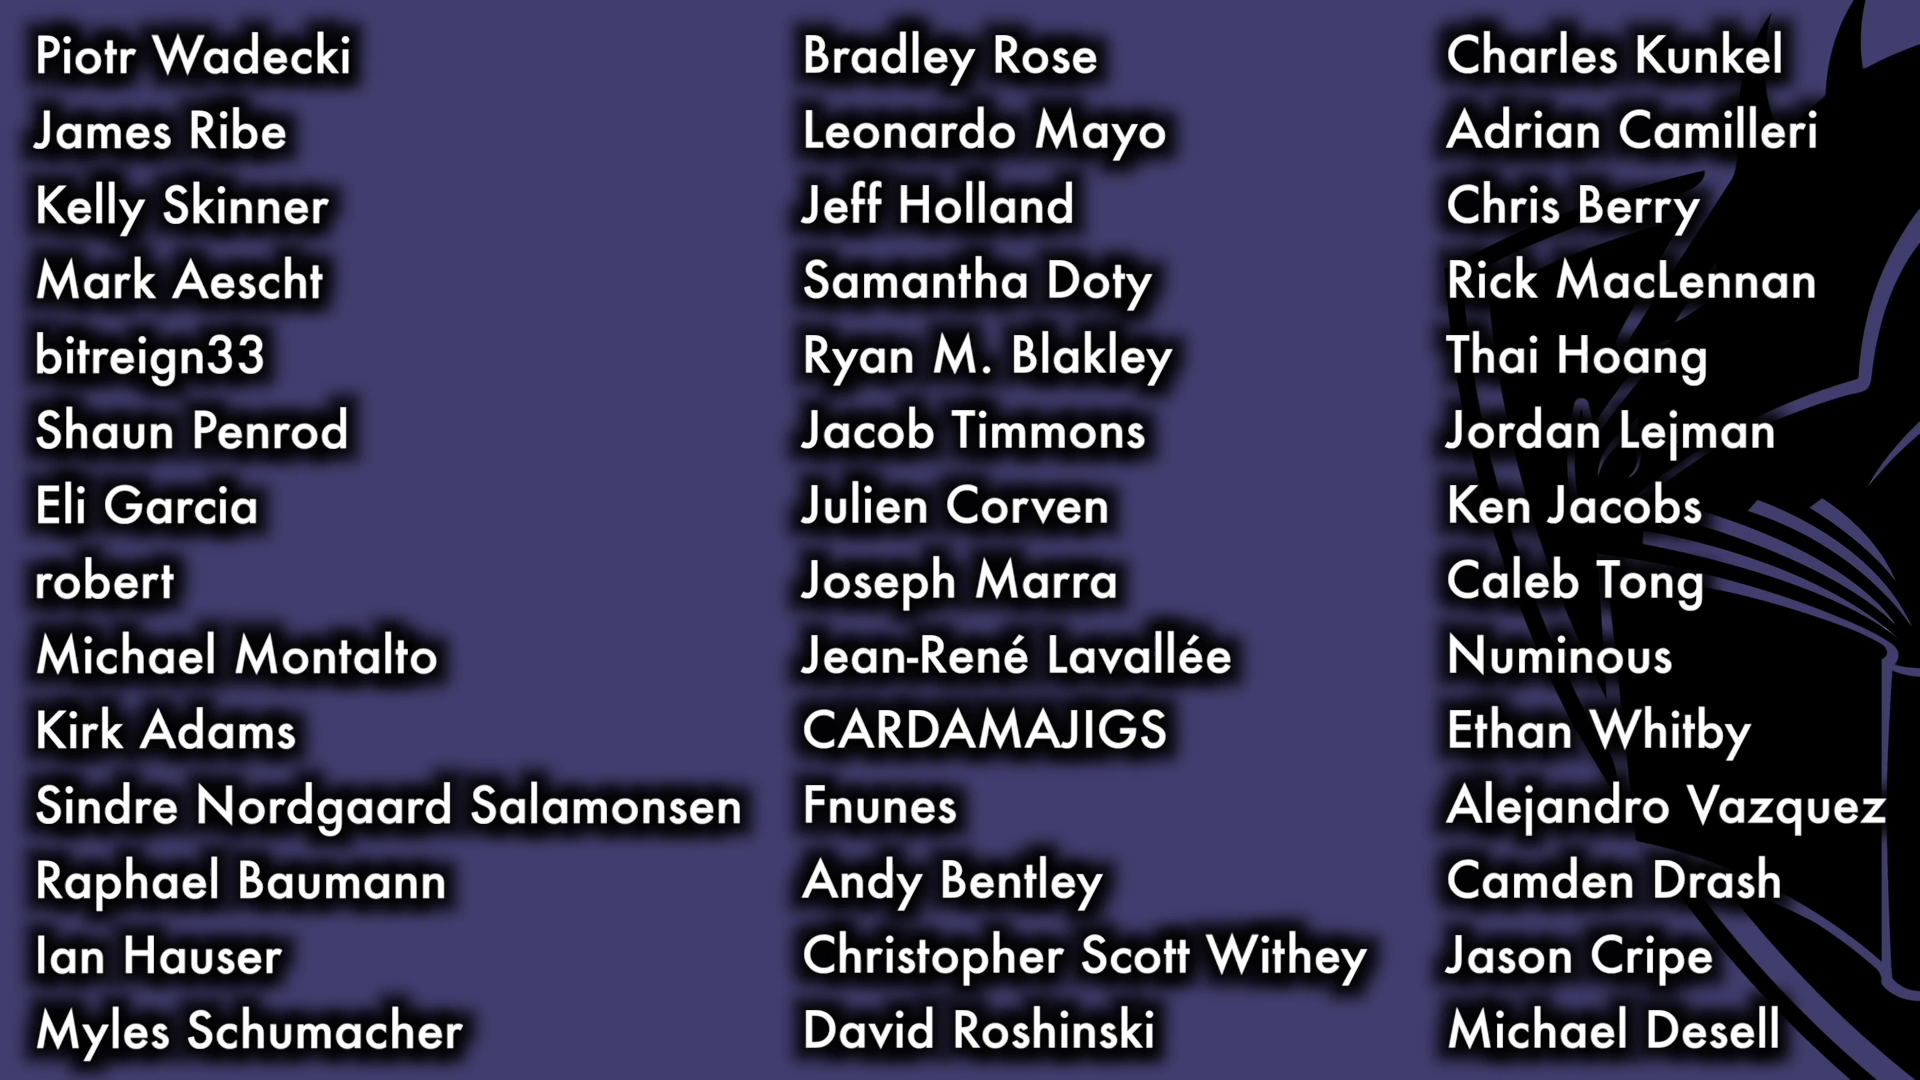 Piotr Wadecki
James Ribe
Kelly Skinner
Mark Aescht
bitreign33
Shaun Penrod
Eli Garcia
robert
Michael Montalto
Kirk Adams
Sindre Nordgaard Salamonsen
Raphael Baumann
Ian Hauser
Myles Schumacher
Bradley Rose
Leonardo Mayo
Jeff Holland
Samantha Doty
Ryan M. Blakley
Jacob Timmons
Julien Corven
Joseph Marra
Jean-René Lavallée
CARDAMAJIGS
Fnunes
Andy Bentley
Christopher Scott Withey
David Roshinski
Charles Kunkel
Adrian Camilleri
Chris Berry
Rick MacLennan
Thai Hoang
Jordan Lejman
Ken Jacobs
Caleb Tong
Numinous
Ethan Whitby
Alejandro Vazquez
Camden Drash
Jason Cripe
Michael Desell